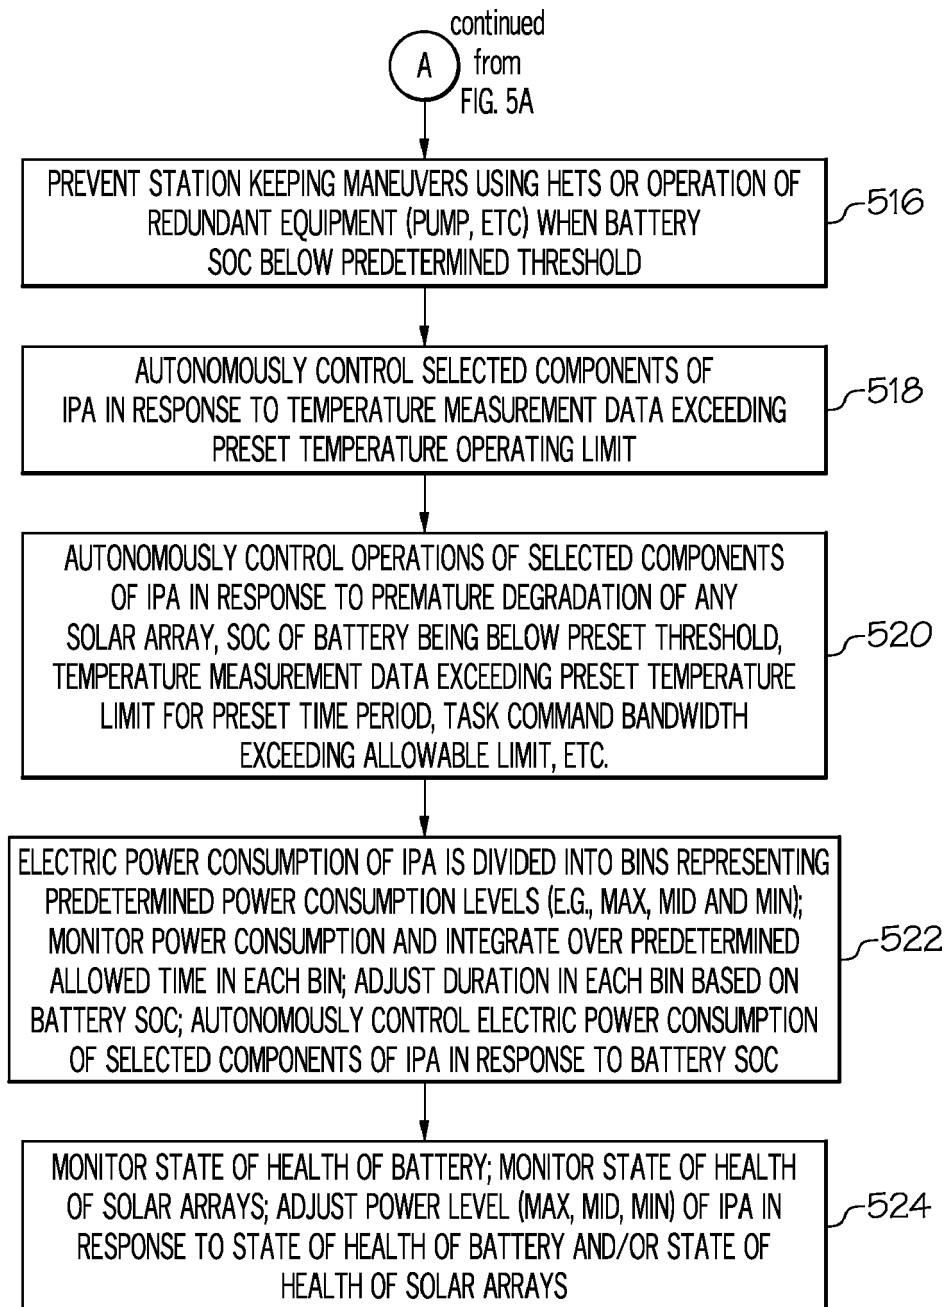 continued
A
from
FIG. 5A
PREVENT STATION KEEPING MANEUVERS USING HETS OR OPERATION OF
REDUNDANT EQUIPMENT (PUMP, ETC) WHEN BATTERY
SOC BELOW PREDETERMINED THRESHOLD
516
AUTONOMOUSLY CONTROL SELECTED COMPONENTS OF
IPA IN RESPONSE TO TEMPERATURE MEASUREMENT DATA EXCEEDING
PRESET TEMPERATURE OPERATING LIMIT
518
AUTONOMOUSLY CONTROL OPERATIONS OF SELECTED COMPONENTS
OF IPA IN RESPONSE TO PREMATURE DEGRADATION OF ANY
SOLAR ARRAY, SOC OF BATTERY BEING BELOW PRESET THRESHOLD,
TEMPERATURE MEASUREMENT DATA EXCEEDING PRESET TEMPERATURE
LIMIT FOR PRESET TIME PERIOD, TASK COMMAND BANDWIDTH
EXCEEDING ALLOWABLE LIMIT, ETC.
520
ELECTRIC POWER CONSUMPTION OF IPA IS DIVIDED INTO BINS REPRESENTING
PREDETERMINED POWER CONSUMPTION LEVELS (E.G., MAX, MID AND MIN);
MONITOR POWER CONSUMPTION AND INTEGRATE OVER PREDETERMINED
ALLOWED TIME IN EACH BIN; ADJUST DURATION IN EACH BIN BASED ON
BATTERY SOC; AUTONOMOUSLY CONTROL ELECTRIC POWER CONSUMPTION
OF SELECTED COMPONENTS OF IPA IN RESPONSE TO BATTERY SOC
522
MONITOR STATE OF HEALTH OF BATTERY; MONITOR STATE OF HEALTH
OF SOLAR ARRAYS; ADJUST POWER LEVEL (MAX, MID, MIN) OF IPA IN
RESPONSE TO STATE OF HEALTH OF BATTERY AND/OR STATE OF
HEALTH OF SOLAR ARRAYS
524